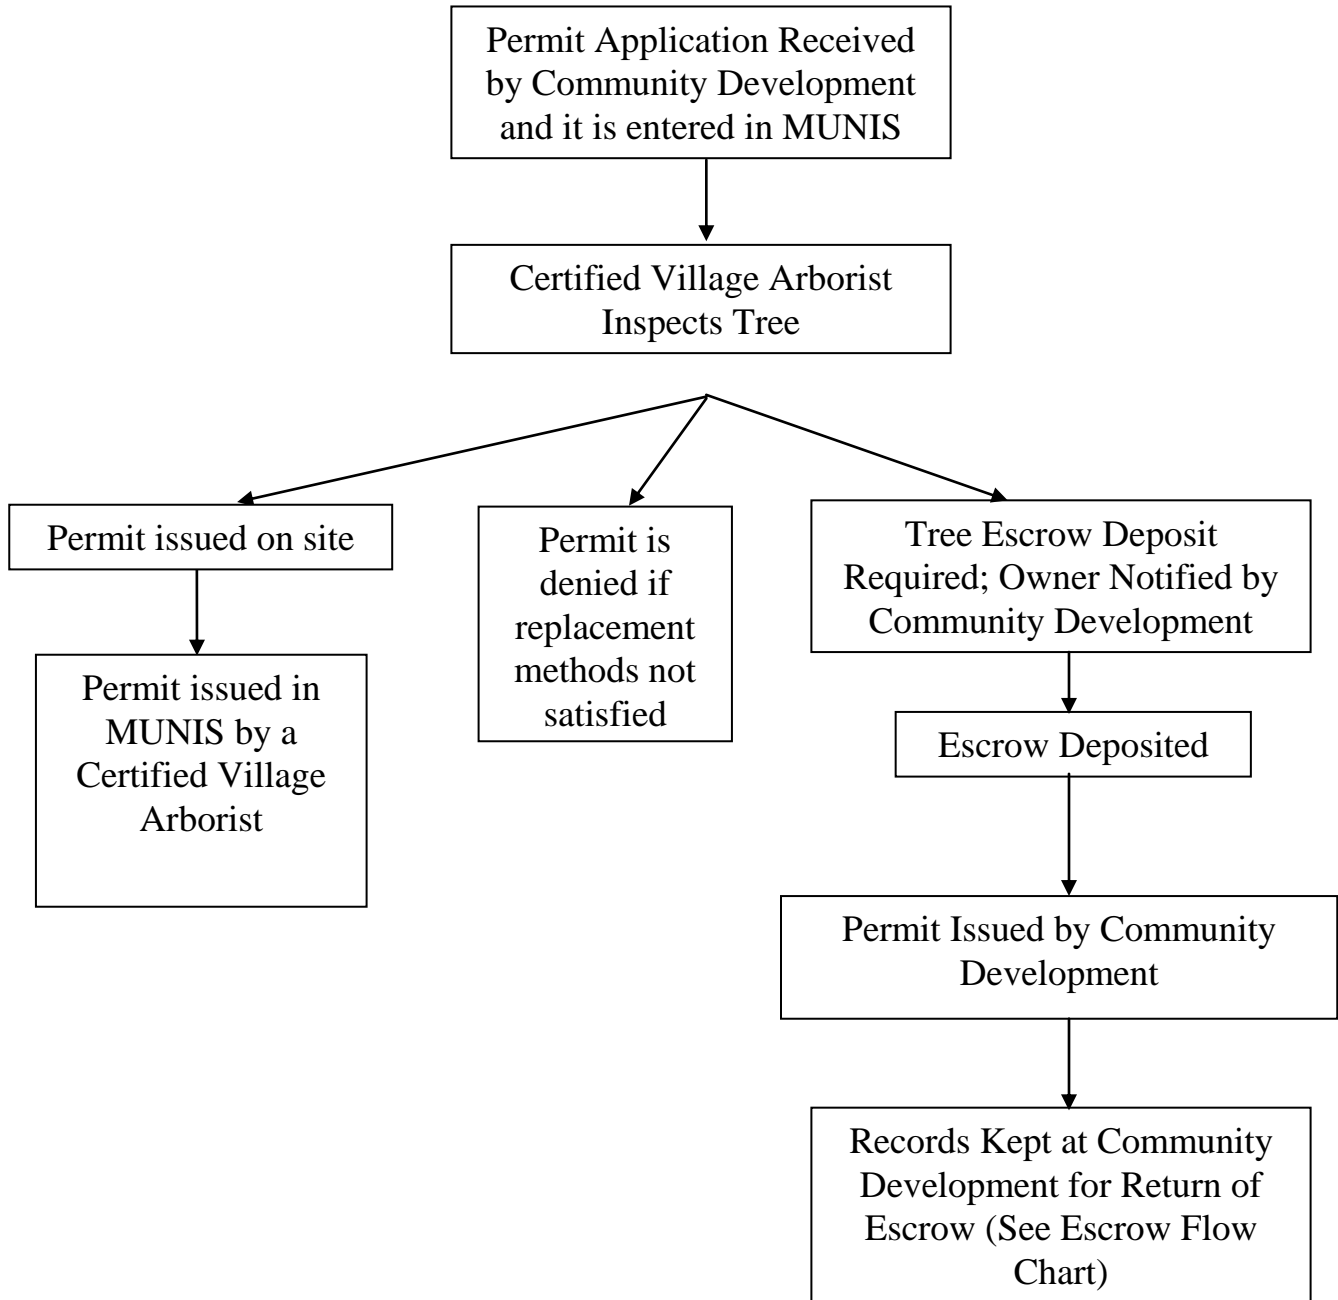 Permit Application Received
by Community Development
and it is entered in MUNIS
Certified Village Arborist
Inspects Tree
Permit issued on site
Permit issued in
MUNIS by a
Certified Village
Arborist
Permit is
denied if
replacement
methods not
satisfied
Tree Escrow Deposit
Required; Owner Notified by
Community Development
Escrow Deposited
Permit Issued by Community
Development
Records Kept at Community
Development for Return of
Escrow (See Escrow Flow
Chart)